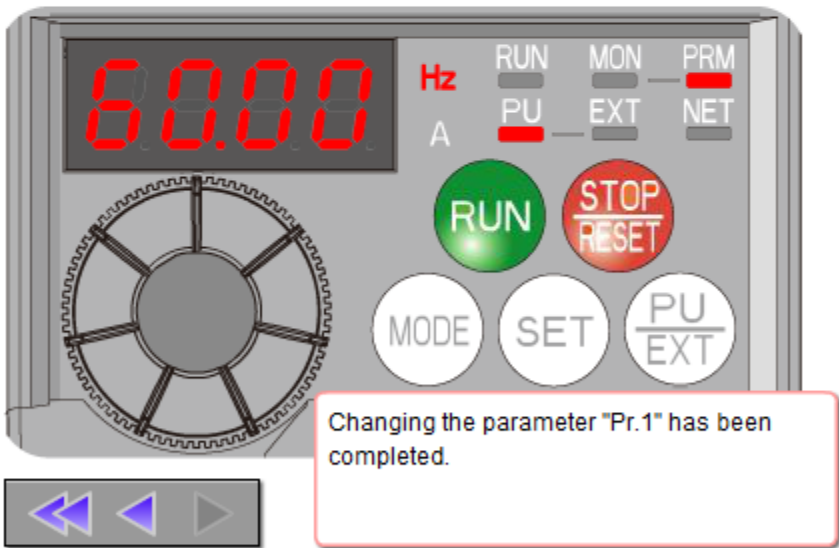 60.00
Hz
RUN MON PRM
A
PU EXT NET
RUN
STOP
RESET
MODE
SET
PU
EXT
Changing the parameter "Pr.1" has been
completed.